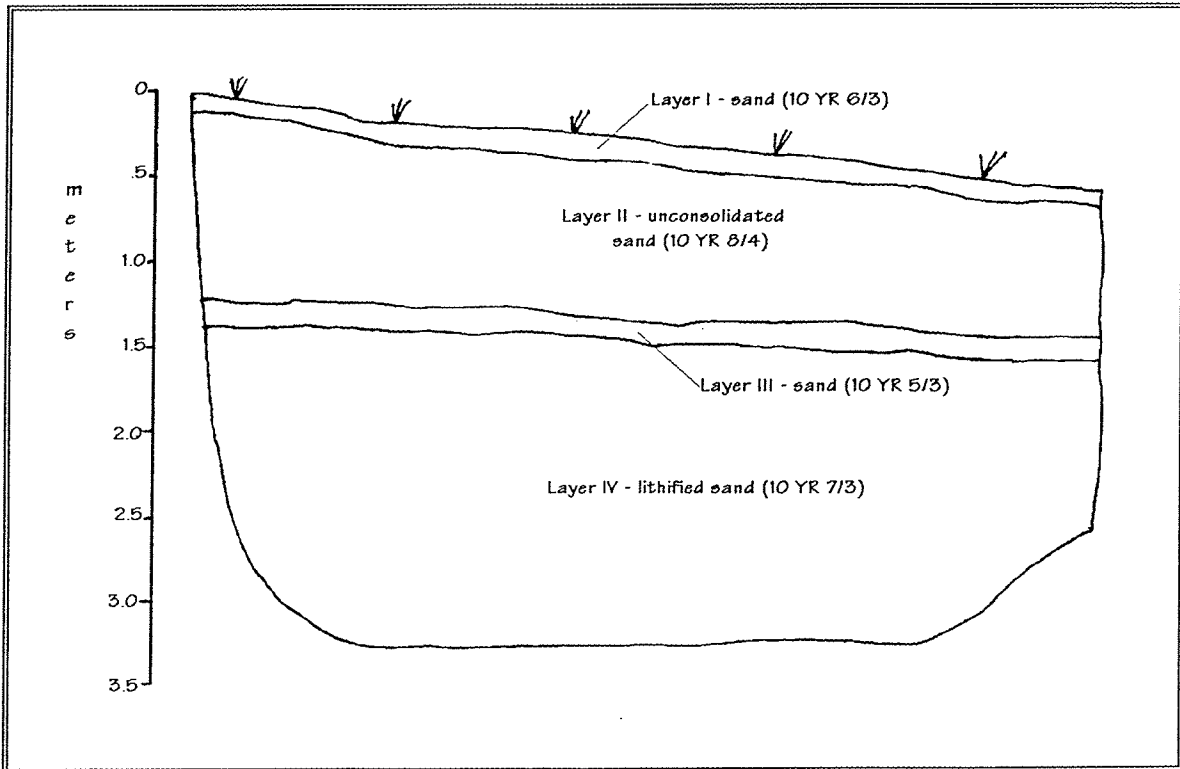 0
.5
1.0
1.5
2.0
2.5
3.0
3.5
meters
Layer I - sand (10 YR 6/3)
Layer II - unconsolidated
sand (10 YR 8/4)
Layer III - sand (10 YR 5/3)
Layer IV - lithified sand (10 YR 7/3)